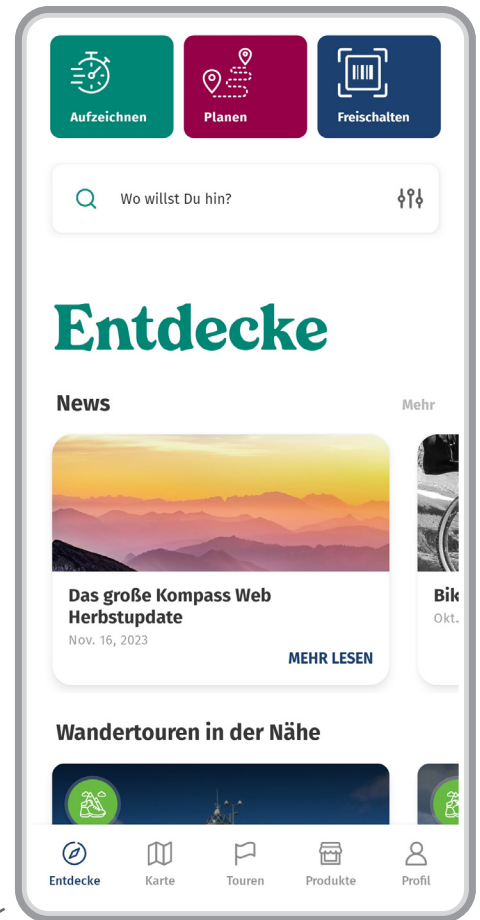 Aufzeichnen
Planen
Freischalten
Wo willst Du hin?
Entdecke
News
Mehr
Das große Kompass Web
Herbstupdate
Nov. 16, 2023
MEHR LESEN
Bik
Okt.
Wandertouren in der Nähe
Entdecke
Karte
Touren
Produkte
Profil